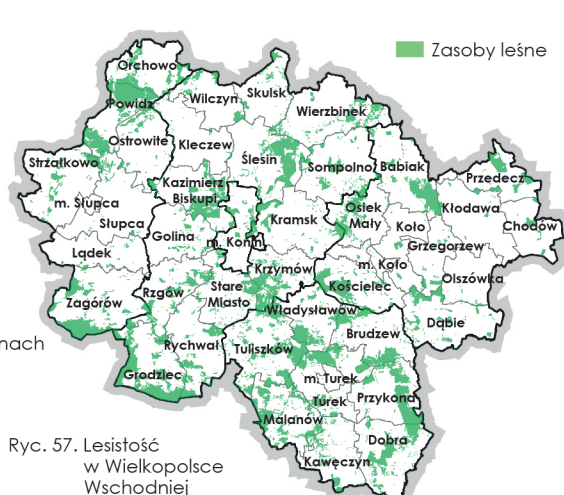 Zasoby leśne
Orchowo
Powidz
Wilczyn
Skulsk
Wierzbinek
Ostrowite
Kleczew
Ślesin
Strzałkowo
Sompolno
Babiak
Przedecz
Kazimierz
Biskupi
m. Słupca
Słupca
Osiek
Mały
Kłodawa
Kramsk
Koło
Chodów
Golina
m. Konin
Grzegorzew
Lądek
Krzymów
m. Koło
Olszówka
Zagórów
Rzgów
Stare
Miasto
Kościelec
Władysławów
Dąbie
Brudzew
nach
Rychwał
Tuliszków
Grodziec
m. Turek
Turek
Przykona
Malanów
Dobra
Kawęczyn
Ryc. 57. Lesistość
w Wielkopolsce
Wschodniej